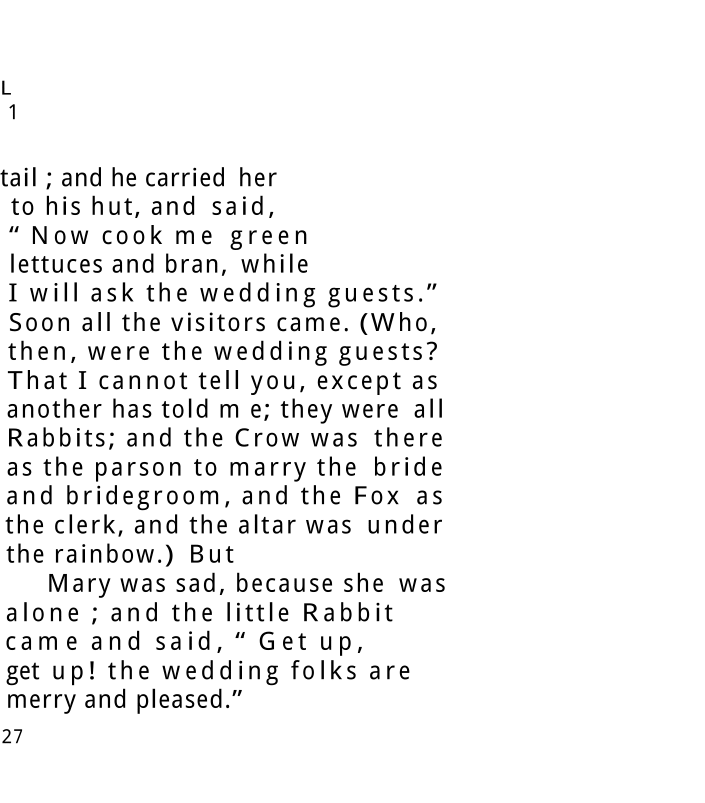 L
1
tail ; and he carried her
to his hut, and said,
“ Now cook me green
lettuces and bran, while
I will ask the wedding guests.”
Soon all the visitors came. (Who,
then, were the wedding guests?
That I cannot tell you, except as
another has told m e; they were all
Rabbits; and the Crow was there
as the parson to marry the bride
and bridegroom, and the Fox as
the clerk, and the altar was under
the rainbow.) But
Mary was sad, because she was
alone ; and the little Rabbit
came and said, “ Get up,
get up! the wedding folks are
merry and pleased.”
27